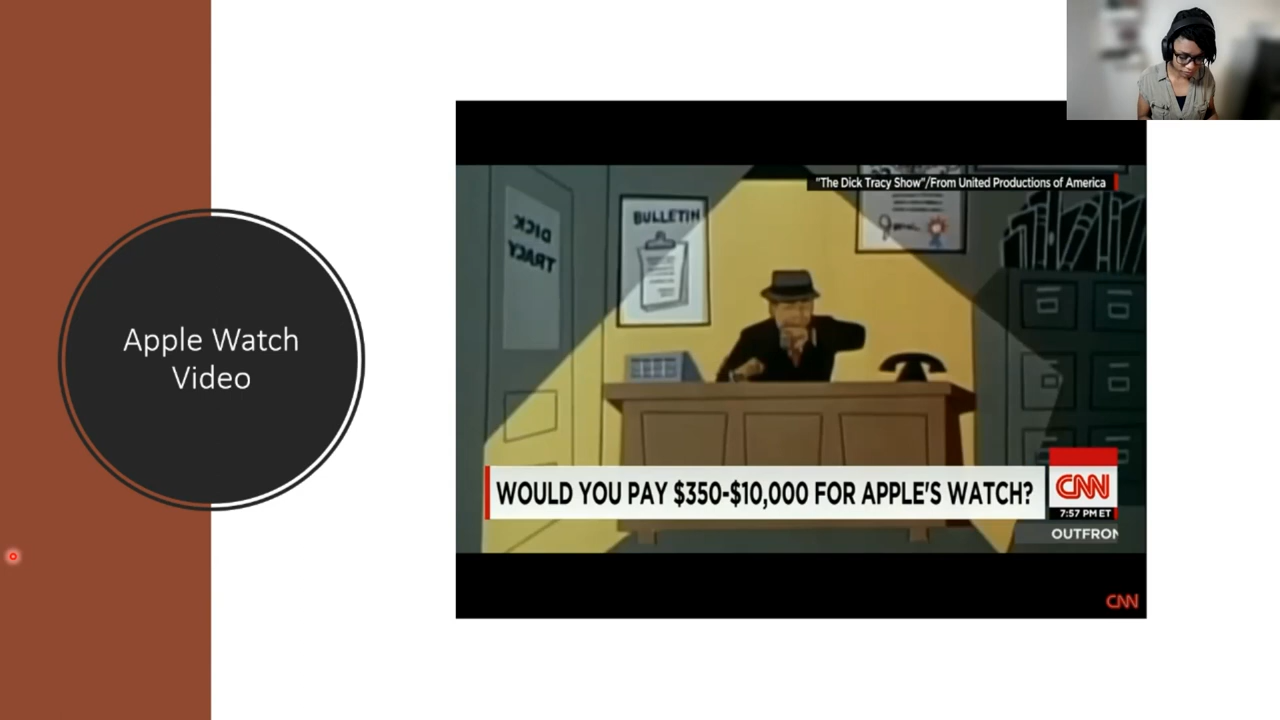 Apple Watch
Video
"The Dick Tracy Show"/From United Productions of America
DICK
TRACY
BULLETIN
WOULD YOU PAY $350-$10,000 FOR APPLE'S WATCH?
CNN
7:57 PM ET
OUTFRON
CNN